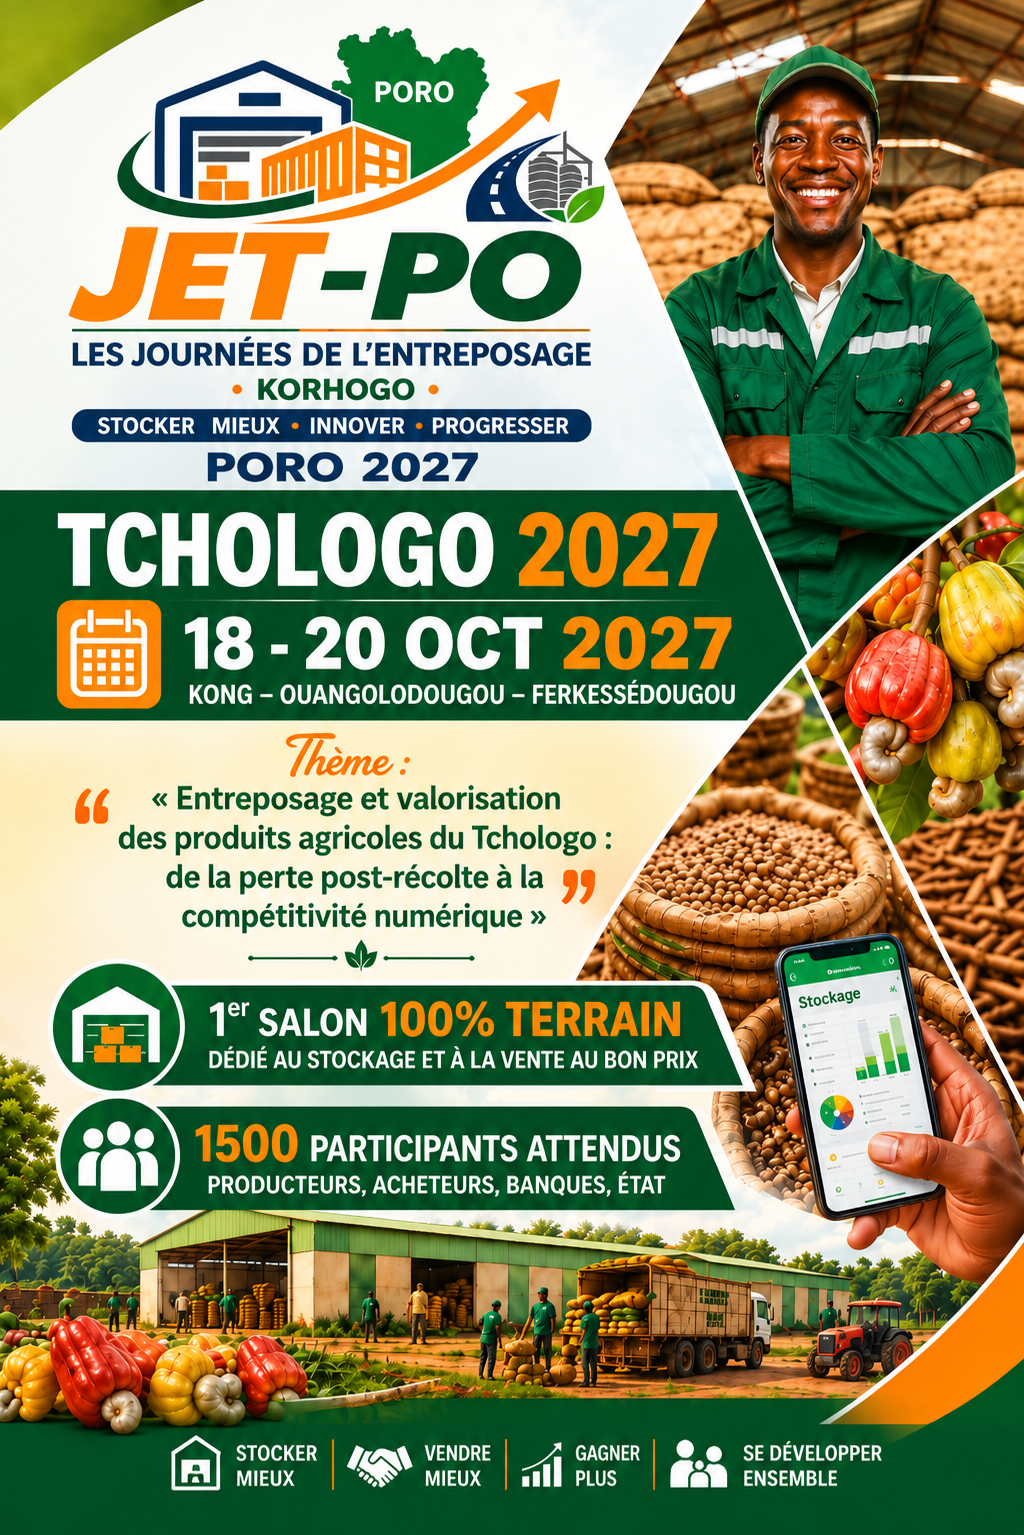 PORO
JET-PO
LES JOURNÉES DE L'ENTREPOSAGE
• KORHOGO •
STOCKER MIEUX • INNOVER • PROGRESSER
PORO 2027
TCHOLOGO 2027
18 - 20 OCT 2027
KONG – OUANGOLODOUGOU – FERKESSÉDOUGOU
Thème :
“ « Entreposage et valorisation
des produits agricoles du Tchologo :
de la perte post-récolte à la ”
compétitivité numérique »
1er SALON 100% TERRAIN
DÉDIÉ AU STOCKAGE ET À LA VENTE AU BON PRIX
Stockage
1500 PARTICIPANTS ATTENDUS
PRODUCTEURS, ACHETEURS, BANQUES, ÉTAT
STOCKER
MIEUX
VENDRE
MIEUX
GAGNER
PLUS
SE DÉVELOPPER
ENSEMBLE